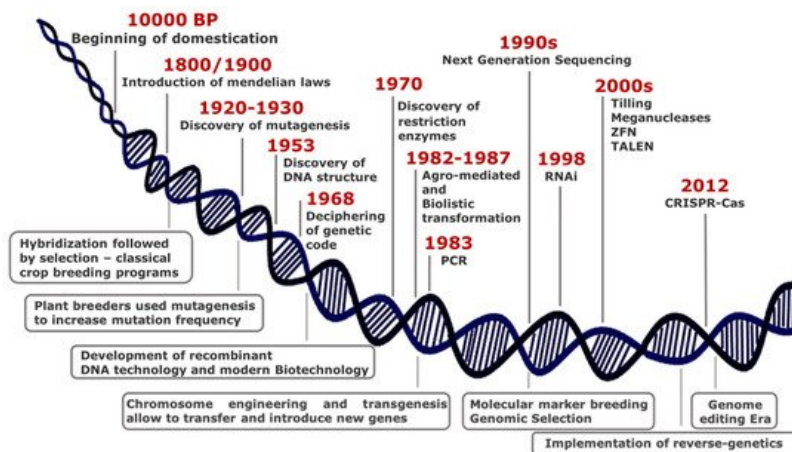 10000 BP
Beginning of domestication
1800/1900
Introduction of mendelian laws
1920-1930
Discovery of mutagenesis
1953
Discovery of
DNA structure
1968
Deciphering
of genetic
code
1970
Discovery of
restriction
enzymes
1982-1987
Agro-mediated
and
Biolistic
transformation
1983
PCR
1990s
Next Generation Sequencing
1998
RNAi
2000s
Tilling
Meganucleases
ZFN
TALEN
2012
CRISPR-Cas
Hybridization followed
by selection – classical
crop breeding programs
Plant breeders used mutagenesis
to increase mutation frequency
Development of recombinant
DNA technology and modern Biotechnology
Chromosome engineering and transgenesis
allow to transfer and introduce new genes
Molecular marker breeding
Genomic Selection
Implementation of reverse-genetics
Genome
editing Era